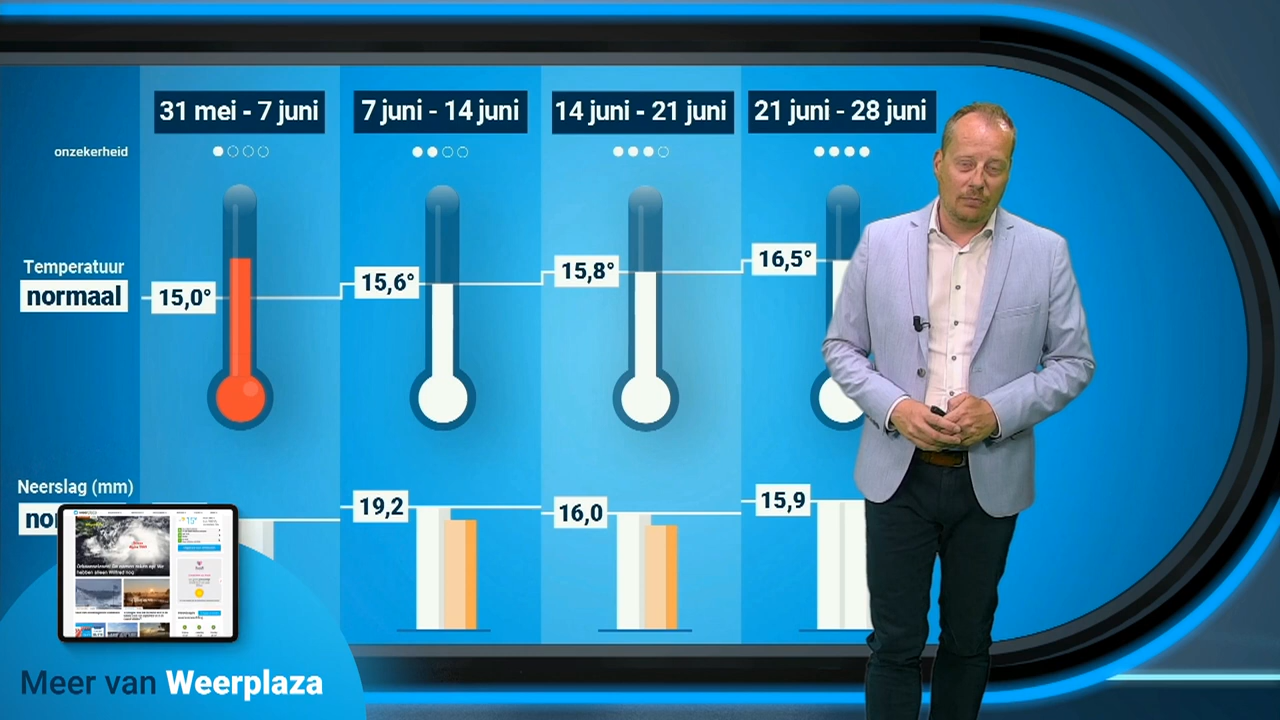 31 mei - 7 juni
7 juni - 14 juni
14 juni - 21 juni
21 juni - 28 juni
onzekerheid
Temperatuur
normaal
15,0°
15,6°
15,8°
16,5°
Neerslag (mm)
19,2
16,0
15,9
Meer van Weerplaza